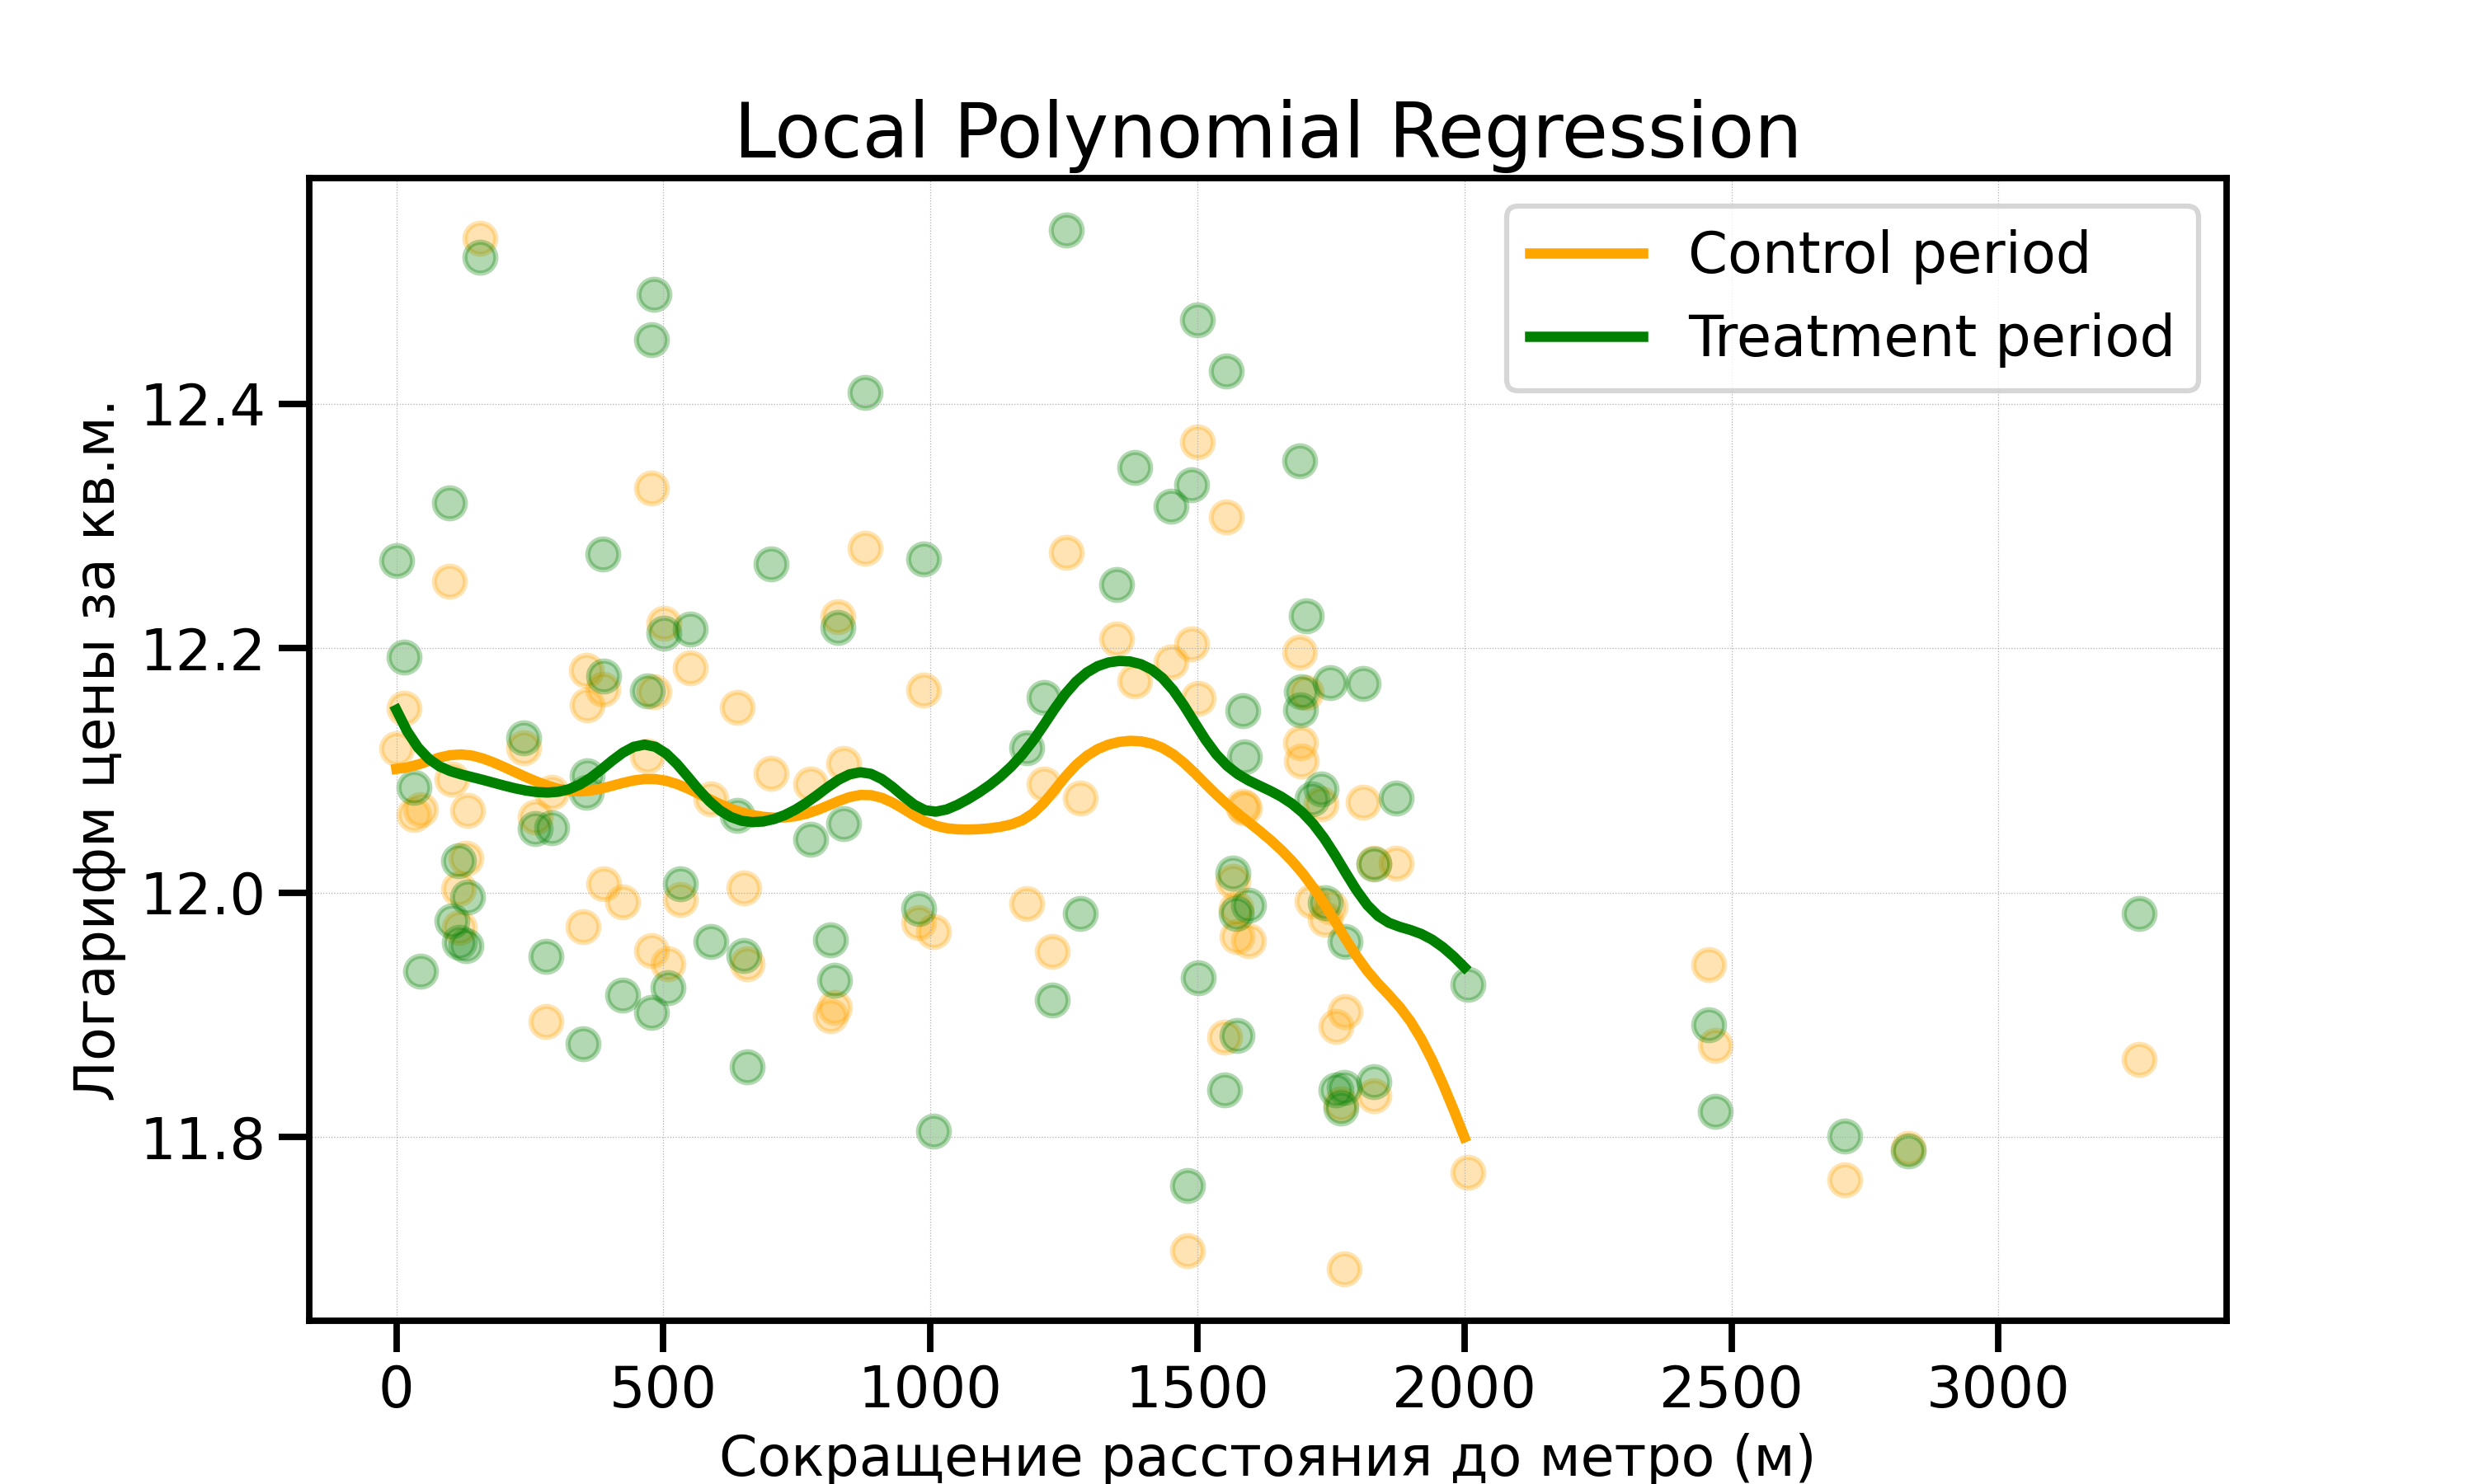 Local Polynomial Regression
Control period
Treatment period
Логарифм цены за кв.м.
12.4
12.2
12.0
11.8
0 500 1000 1500 2000 2500 3000
Сокращение расстояния до метро (м)